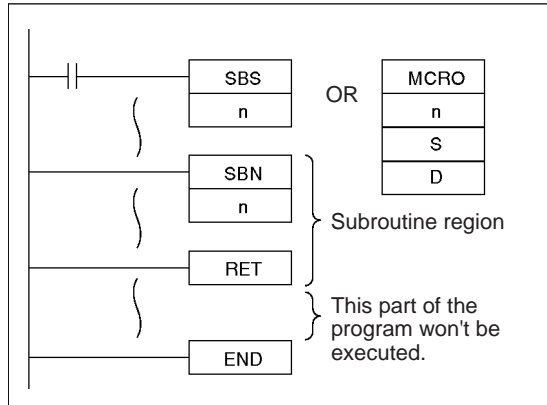 SBS
n
OR
MCRO
n
S
D
SBN
n
Subroutine region
RET
This part of the
program won't be
executed.
END